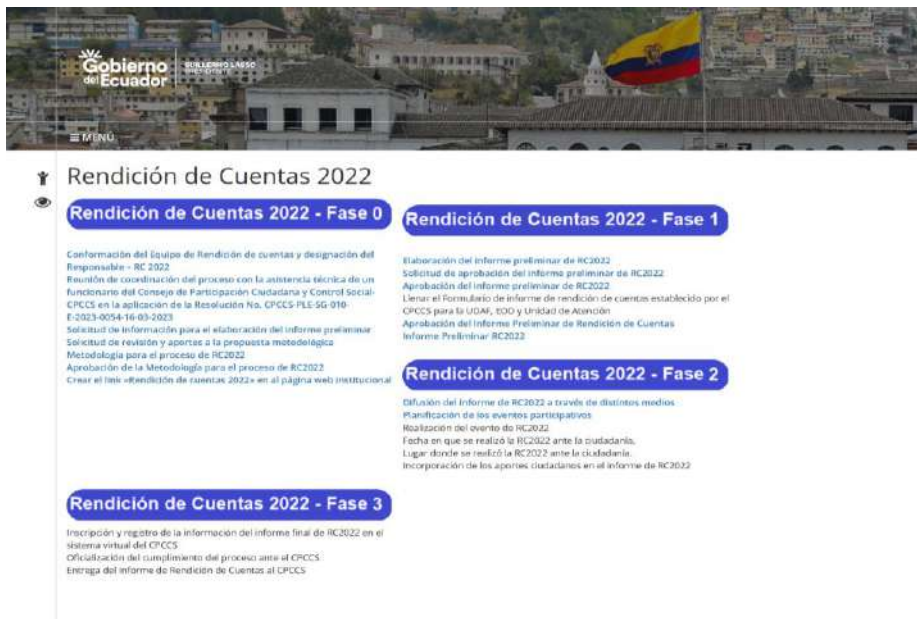 Gobierno
del Ecuador
GUILLERMO LASSO
PRESIDENTE
MENÚ
Rendición de Cuentas 2022
Rendición de Cuentas 2022 - Fase 0
Conformación del Equipo de Rendición de cuentas y designación del
Responsable – RC 2022
Reunión de coordinación del proceso con la asistencia técnica de un
funcionario del Consejo de Participación Ciudadana y Control Social-
CPCCS en la aplicación de la Resolución No. CPCCS-PLE-SG-010-
E-2023-0054-16-03-2023
Solicitud de información para el elaboración del informe preliminar
Solicitud de revisión y aportes a la propuesta metodológica
Metodología para el proceso de RC2022
Aprobación de la Metodología para el proceso de RC2022
Crear el link «Rendición de cuentas 2022» en al página web institucional
Rendición de Cuentas 2022 - Fase 1
Elaboración del informe preliminar de RC2022
Solicitud de aprobación del informe preliminar de RC2022
Aprobación del informe preliminar de RC2022
Llenar el Formulario de informe de rendición de cuentas establecido por el
CPCCS para la UDAF, EOD y Unidad de Atención
Aprobación del Informe Preliminar de Rendición de Cuentas
Informe Preliminar RC2022
Rendición de Cuentas 2022 - Fase 2
Difusión del Informe de RC2022 a través de distintos medios
Planificación de los eventos participativos
Realización del evento de RC2022
Fecha en que se realizó la RC2022 ante la ciudadanía.
Lugar donde se realizó la RC2022 ante la ciudadanía.
Incorporación de los aportes ciudadanos en el informe de RC2022
Rendición de Cuentas 2022 - Fase 3
Inscripción y registro de la información del informe final de RC2022 en el
sistema virtual del CPCCS
Oficialización del cumplimiento del proceso ante el CPCCS
Entrega del Informe de Rendición de Cuentas al CPCCS